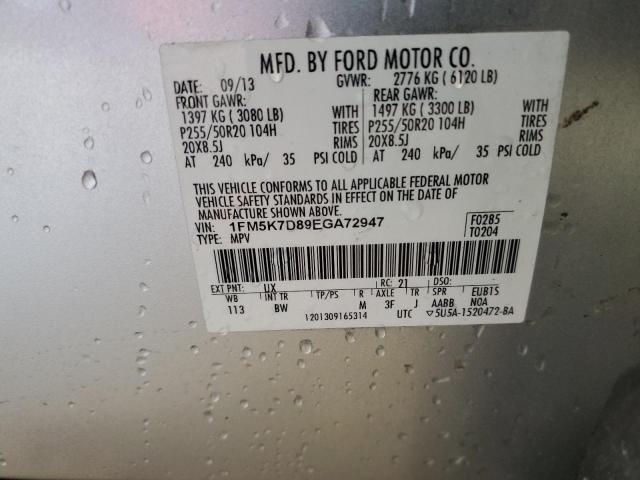 MFD. BY FORD MOTOR CO.
DATE: 09/13 GVWR: 2776 KG ( 6120 LB)
FRONT GAWR: REAR GAWR:
1397 KG ( 3080 LB) 1497 KG ( 3300 LB) WITH
P255/50R20 104H TIRES P255/50R20 104H TIRES
20X8.5J RIMS 20X8.5J RIMS
AT 240 kPa/ 35 PSI COLD AT 240 kPa/ 35 PSI COLD
THIS VEHICLE CONFORMS TO ALL APPLICABLE FEDERAL MOTOR
VEHICLE SAFETY STANDARDS IN EFFECT ON THE DATE OF
MANUFACTURE SHOWN ABOVE.
VIN: 1FM5K7D89EGA72947 F0285
TYPE: MPV T0204
EXT PNT: UX RC: 21 DSO:
WB INT TR TP/PS R AXLE TR SPR EUB1S
113 BW M 3F J AABB NOA
1201309165314 UTC ▽5U5A-1520472-BA